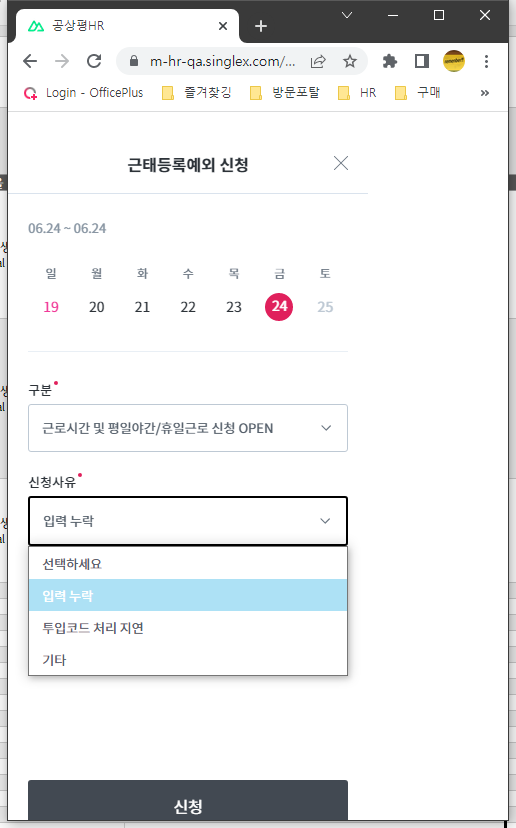 공상평HR
m-hr-qa.singlex.com/...
Login - OfficePlus
즐겨찾깅
방문포탈
HR
구매
근태등록예외 신청
06.24 ~ 06.24
일 월 화 수 목 금 토
19 20 21 22 23 24 25
구분
근로시간 및 평일야간/휴일근로 신청 OPEN
신청사유
입력 누락
선택하세요
입력 누락
투입코드 처리 지연
기타
신청